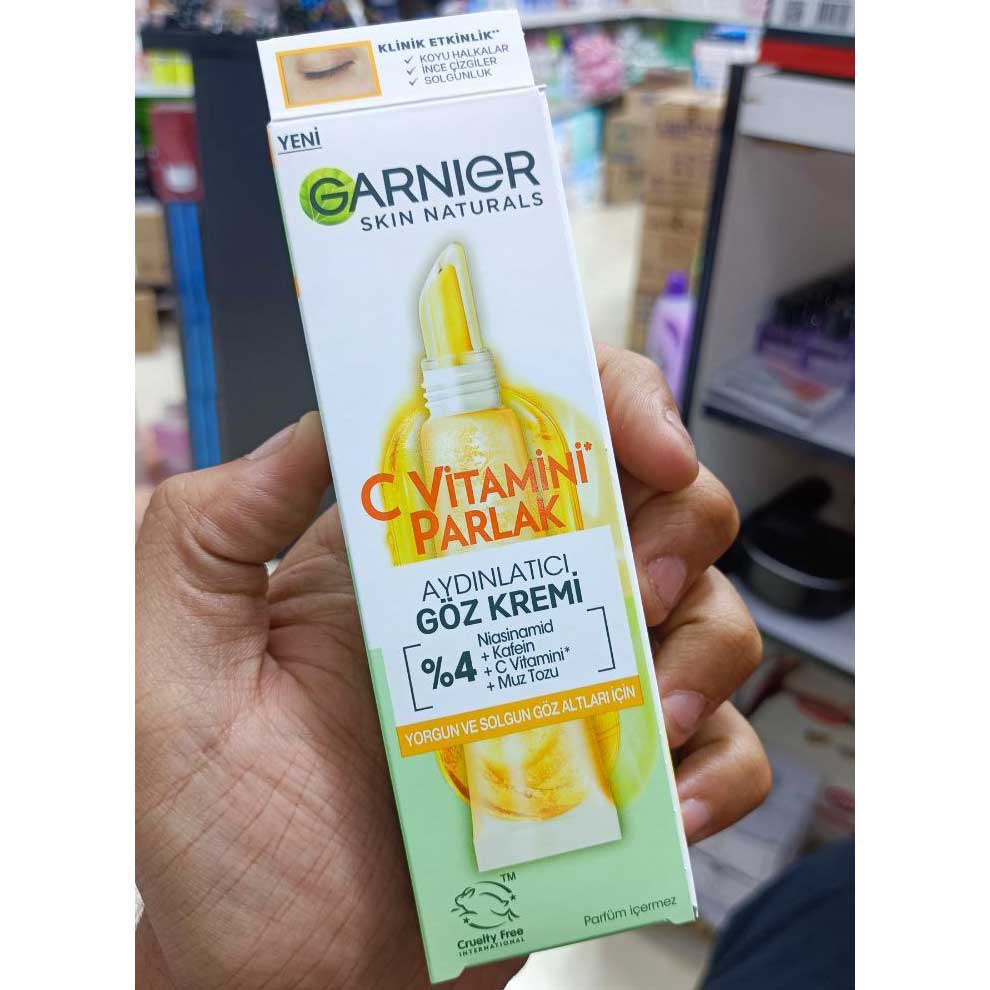 KLİNİK ETKİNLİK**
✓ KOYU HALKALAR
✓ İNCE ÇİZGİLER
✓ SOLGUNLUK
YENİ
GARNIER
SKIN NATURALS
C VİTAMİNİ*
PARLAK
AYDINLATICI
GÖZ KREMİ
%4 Niasinamid
+ Kafein
+ C Vitamini*
+ Muz Tozu
YORGUN VE SOLGUN GÖZ ALTLARI İÇİN
TM
Cruelty Free
INTERNATIONAL
Parfüm içermez